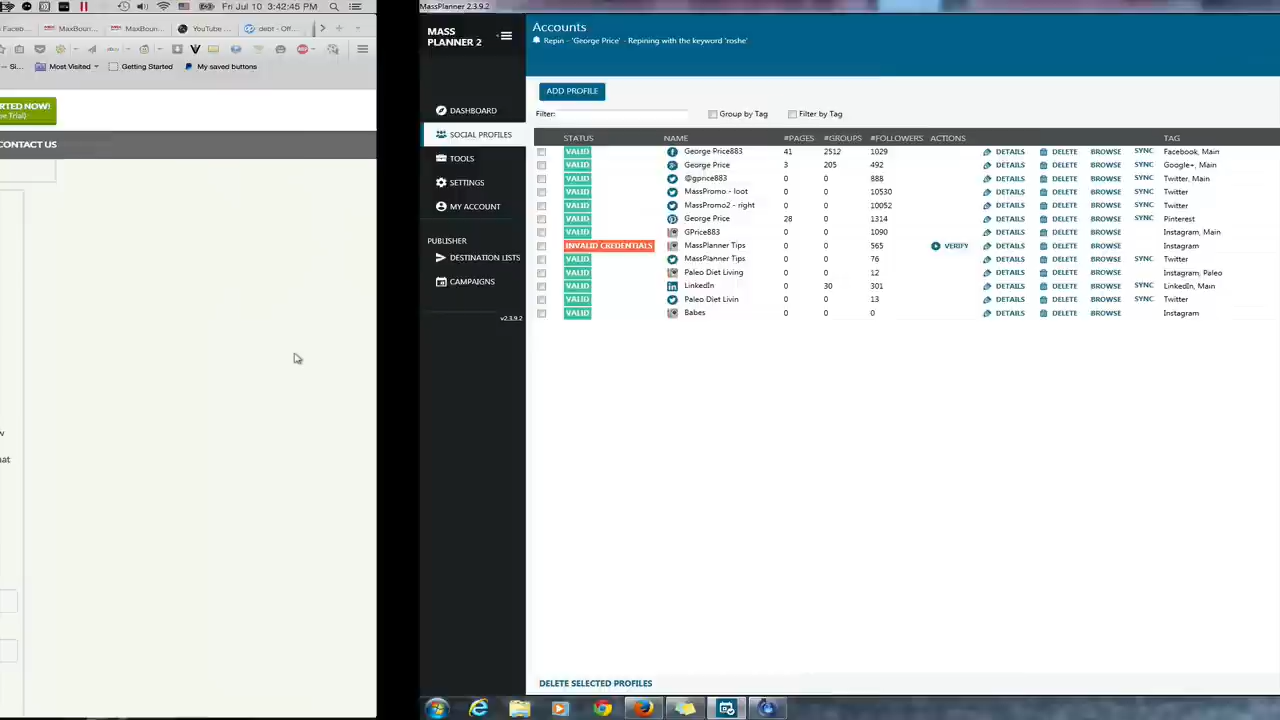 Fri Jul 10 3:42:45 PM
MaxBoun...
MaxBoun...
YouTube ...
debt - Off...
Si...
Most Visited
Getting Started
My saved buttons
RTED NOW!
CONTACT US
MassPlanner 2.3.9.2
MASS
PLANNER 2
DASHBOARD
SOCIAL PROFILES
TOOLS
SETTINGS
MY ACCOUNT
PUBLISHER
DESTINATION LISTS
CAMPAIGNS
v2.3.9.2
Accounts
Repin - 'George Price' - Repining with the keyword 'roshe'
ADD PROFILE
Filter: Group by Tag Filter by Tag
STATUS NAME #PAGES #GROUPS #FOLLOWERS ACTIONS TAG
VALID George Price883 41 2512 1029 DETAILS DELETE BROWSE SYNC Facebook, Main
VALID George Price 3 205 492 DETAILS DELETE BROWSE SYNC Google+, Main
VALID @gprice883 0 0 888 DETAILS DELETE BROWSE SYNC Twitter, Main
VALID MassPromo - loot 0 0 10530 DETAILS DELETE BROWSE SYNC Twitter
VALID MassPromo2 - right 0 0 10052 DETAILS DELETE BROWSE SYNC Twitter
VALID George Price 28 0 1314 DETAILS DELETE BROWSE SYNC Pinterest
VALID GPrice883 0 0 1090 DETAILS DELETE BROWSE Instagram, Main
INVALID CREDENTIALS MassPlanner Tips 0 0 565 VERIFY DETAILS DELETE BROWSE Instagram
VALID MassPlanner Tips 0 0 76 DETAILS DELETE BROWSE SYNC Twitter
VALID Paleo Diet Living 0 0 12 DETAILS DELETE BROWSE Instagram, Paleo
VALID LinkedIn 0 30 301 DETAILS DELETE BROWSE SYNC LinkedIn, Main
VALID Paleo Diet Livin 0 0 13 DETAILS DELETE BROWSE SYNC Twitter
VALID Babes 0 0 0 DETAILS DELETE BROWSE Instagram
DELETE SELECTED PROFILES